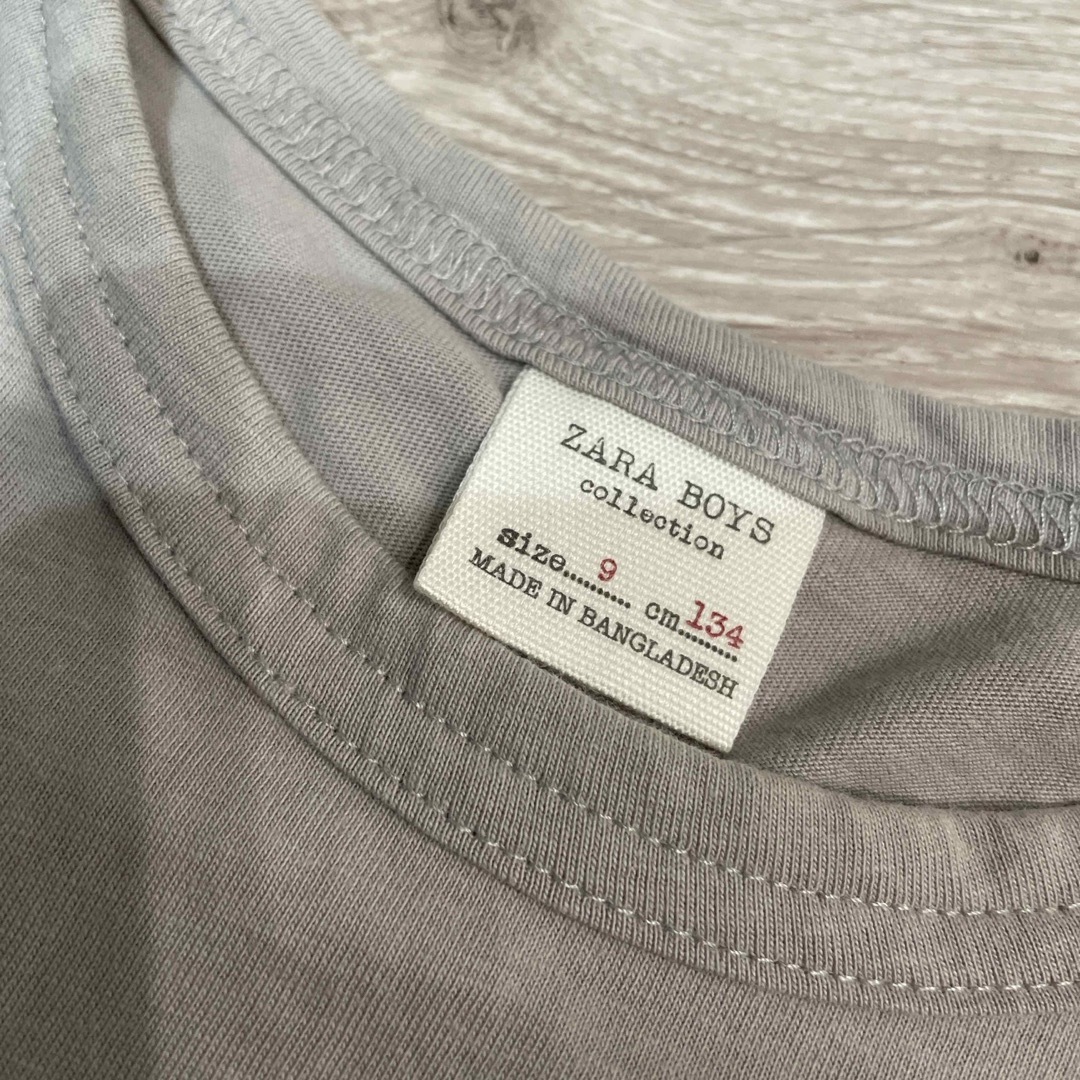 ZARA BOYS
collection
size.......... 9 cm.......... 134
MADE IN BANGLADESH